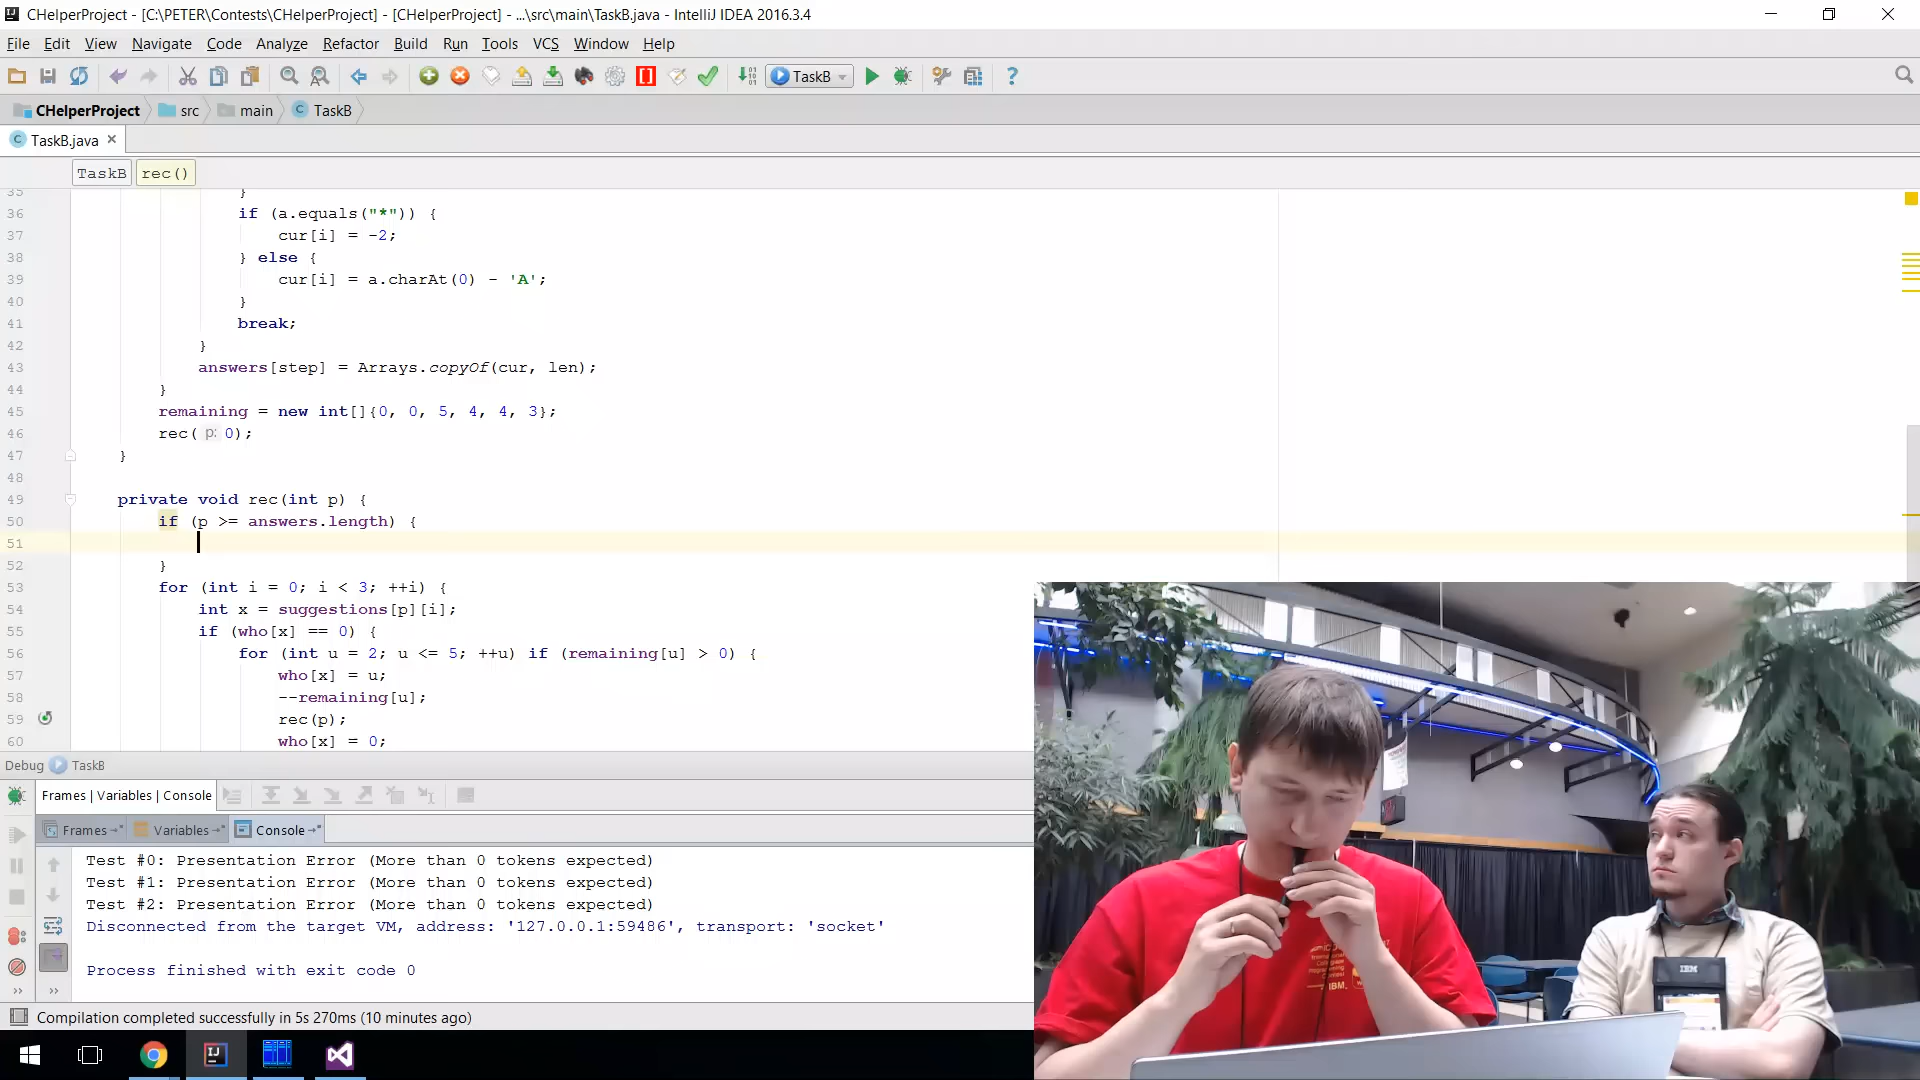 CHelperProject - [C:\PETER\Contests\CHelperProject] - [CHelperProject] - ...\src\main\TaskB.java - IntelliJ IDEA 2016.3.4
File Edit View Navigate Code Analyze Refactor Build Run Tools VCS Window Help
TaskB
CHelperProject src main TaskB
TaskB.java
TaskB rec()
35 }
36 if (a.equals("*")) {
37 cur[i] = -2;
38 } else {
39 cur[i] = a.charAt(0) - 'A';
40 }
41 break;
42 }
43 answers[step] = Arrays.copyOf(cur, len);
44 }
45 remaining = new int[]{0, 0, 5, 4, 4, 3};
46 rec( p: 0);
47 }
48
49 private void rec(int p) {
50 if (p >= answers.length) {
51
52 }
53 for (int i = 0; i < 3; ++i) {
54 int x = suggestions[p][i];
55 if (who[x] == 0) {
56 for (int u = 2; u <= 5; ++u) if (remaining[u] > 0) {
57 who[x] = u;
58 --remaining[u];
59 rec(p);
60 who[x] = 0;
Debug TaskB
Frames | Variables | Console
Frames Variables Console
Test #0: Presentation Error (More than 0 tokens expected)
Test #1: Presentation Error (More than 0 tokens expected)
Test #2: Presentation Error (More than 0 tokens expected)
Disconnected from the target VM, address: '127.0.0.1:59486', transport: 'socket'
Process finished with exit code 0
Compilation completed successfully in 5s 270ms (10 minutes ago)
International
Collegiate
Programming
IBM.
IBM